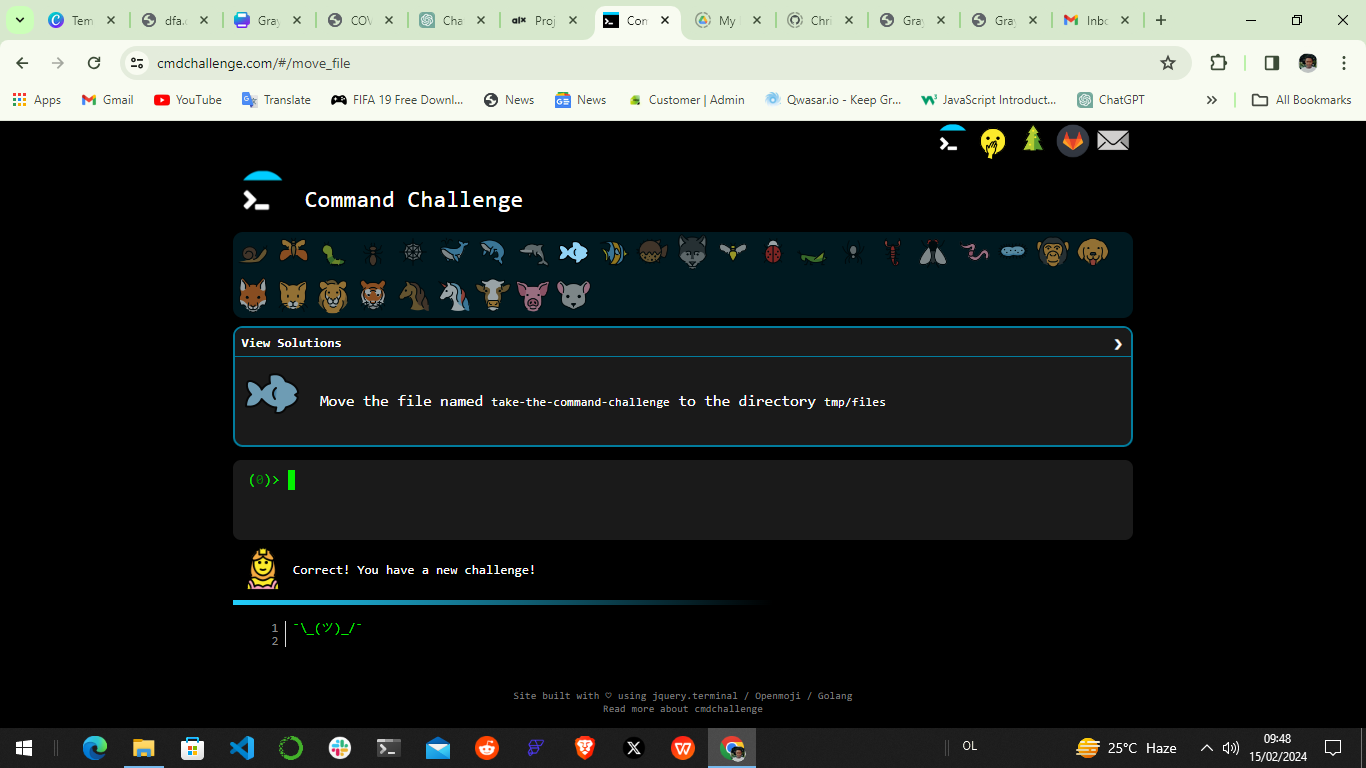 Tem
dfa.c
Gray
COV
Cha
alx Proj
Con
My
Chri
Gra
Gra
Inbo
cmdchallenge.com/#/move_file
Apps Gmail YouTube Translate FIFA 19 Free Downl... News News Customer | Admin Qwasar.io - Keep Gr... JavaScript Introduct... ChatGPT » All Bookmarks
Command Challenge
View Solutions ❯
Move the file named take-the-command-challenge to the directory tmp/files
(0)>
Correct! You have a new challenge!
1 ¯\_(ツ)_/¯
2
Site built with ♡ using jquery.terminal / Openmoji / Golang
Read more about cmdchallenge
OL 25°C Haze 09:48
15/02/2024